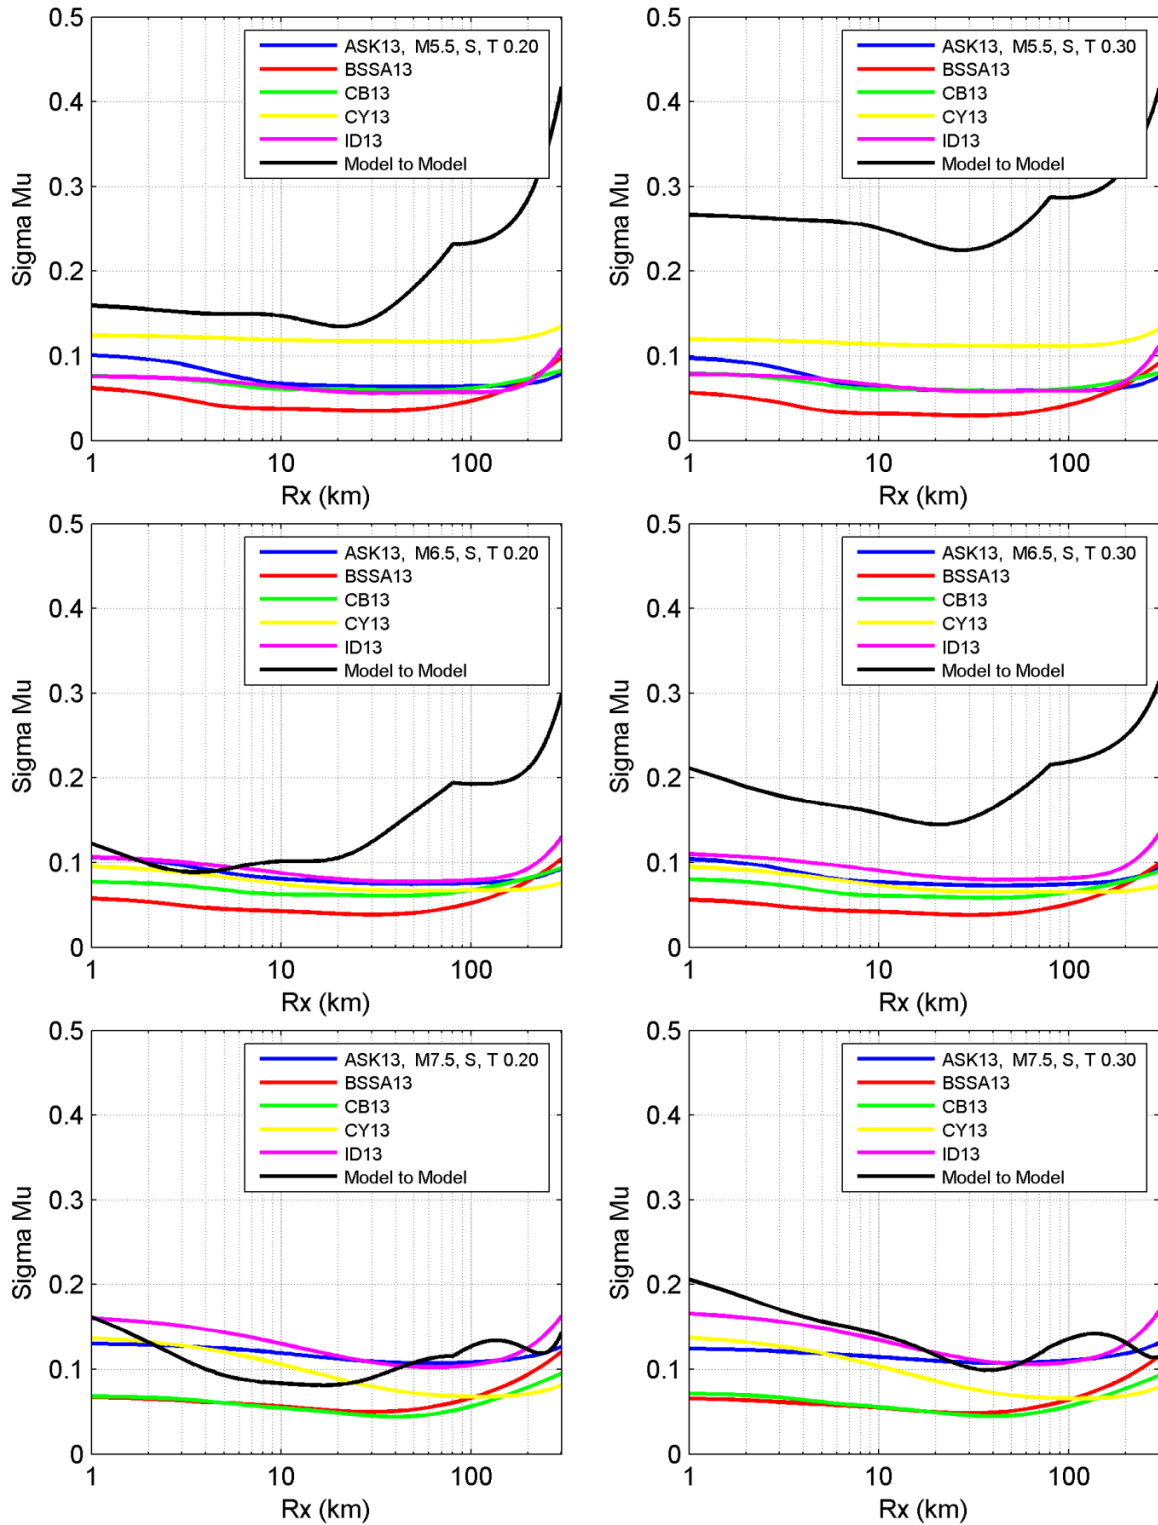 0.5
0.4
0.3
0.2
0.1
0
Sigma Mu
ASK13, M5.5, S, T 0.20
BSSA13
CB13
CY13
ID13
Model to Model
1
10
100
Rx (km)
0.5
0.4
0.3
0.2
0.1
0
Sigma Mu
ASK13, M5.5, S, T 0.30
BSSA13
CB13
CY13
ID13
Model to Model
1
10
100
Rx (km)
0.5
0.4
0.3
0.2
0.1
0
Sigma Mu
ASK13, M6.5, S, T 0.20
BSSA13
CB13
CY13
ID13
Model to Model
1
10
100
Rx (km)
0.5
0.4
0.3
0.2
0.1
0
Sigma Mu
ASK13, M6.5, S, T 0.30
BSSA13
CB13
CY13
ID13
Model to Model
1
10
100
Rx (km)
0.5
0.4
0.3
0.2
0.1
0
Sigma Mu
ASK13, M7.5, S, T 0.20
BSSA13
CB13
CY13
ID13
Model to Model
1
10
100
Rx (km)
0.5
0.4
0.3
0.2
0.1
0
Sigma Mu
ASK13, M7.5, S, T 0.30
BSSA13
CB13
CY13
ID13
Model to Model
1
10
100
Rx (km)